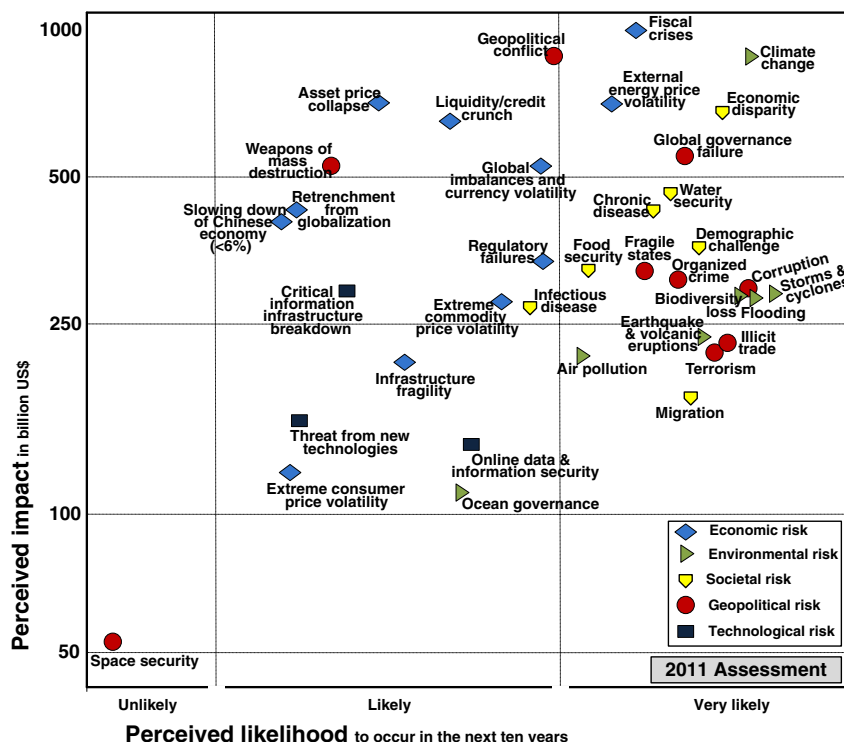 1000
500
250
100
50
Perceived impact in billion US$
Fiscal
crises
Geopolitical
conflict
Climate
change
External
energy price
volatility
Asset price
collapse
Liquidity/credit
crunch
Economic
disparity
Weapons of
mass
destruction
Global governance
failure
Global
imbalances and
currency volatility
Water
security
Chronic
disease
Retrenchment
from
globalization
Slowing down
of Chinese
economy
(<6%)
Regulatory
failures
Food
security
Fragile
states
Demographic
challenge
Organized
crime
Corruption
Storms &
cyclones
Biodiversity
loss
Flooding
Critical
information
infrastructure
breakdown
Extreme
commodity
price volatility
Infectious
disease
Earthquake
& volcanic
eruptions
Illicit
trade
Terrorism
Air pollution
Infrastructure
fragility
Migration
Threat from new
technologies
Online data &
information security
Extreme consumer
price volatility
Ocean governance
Space security
Economic risk
Environmental risk
Societal risk
Geopolitical risk
Technological risk
2011 Assessment
Unlikely
Likely
Very likely
Perceived likelihood to occur in the next ten years